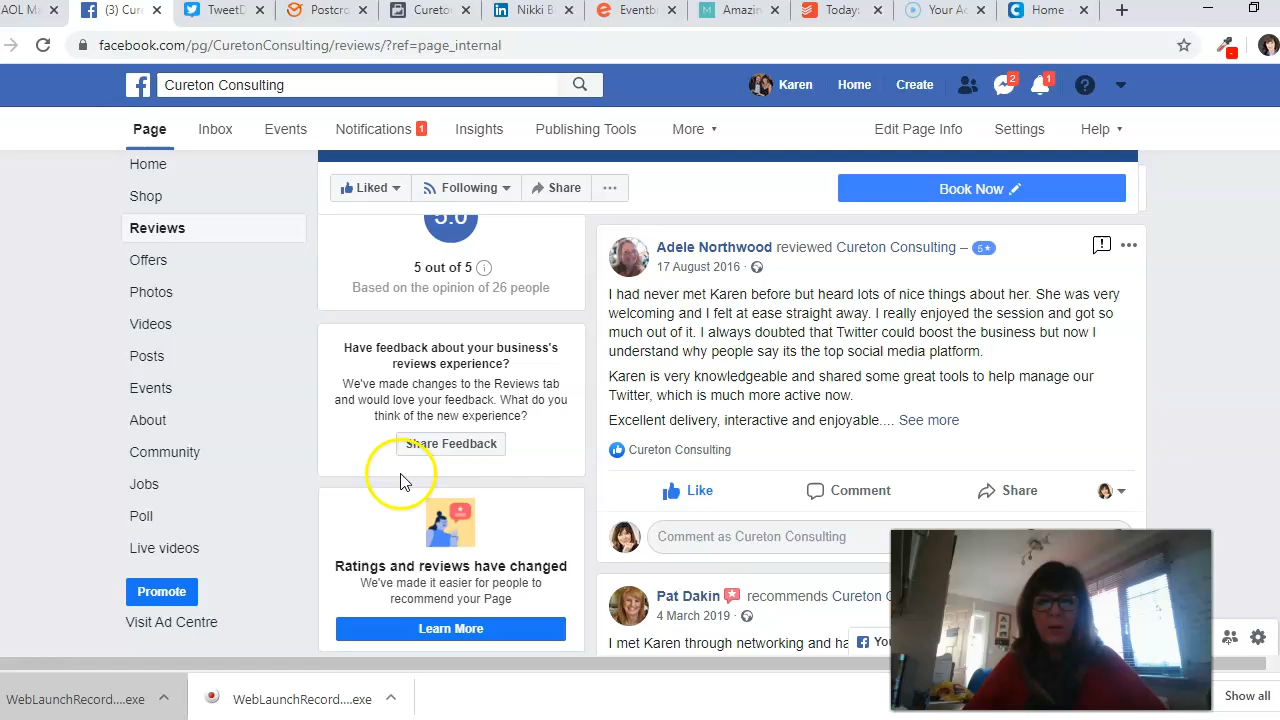 AOL M
(3) Cure
TweetD
Postcro
Cureto
Nikki B
Eventb
Amazin
Today:
Your Ac
Home -
facebook.com/pg/CuretonConsulting/reviews/?ref=page_internal
Cureton Consulting
Karen
Home
Create
2
1
Page
Inbox
Events
Notifications 1
Insights
Publishing Tools
More
Edit Page Info
Settings
Help
Home
Shop
Reviews
Offers
Photos
Videos
Posts
Events
About
Community
Jobs
Poll
Live videos
Promote
Visit Ad Centre
Liked
Following
Share
Book Now
5.0
5 out of 5
Based on the opinion of 26 people
Have feedback about your business's
reviews experience?
We've made changes to the Reviews tab
and would love your feedback. What do you
think of the new experience?
Share Feedback
Ratings and reviews have changed
We've made it easier for people to
recommend your Page
Learn More
Adele Northwood reviewed Cureton Consulting – 5★
17 August 2016
I had never met Karen before but heard lots of nice things about her. She was very
welcoming and I felt at ease straight away. I really enjoyed the session and got so
much out of it. I always doubted that Twitter could boost the business but now I
understand why people say its the top social media platform.
Karen is very knowledgeable and shared some great tools to help manage our
Twitter, which is much more active now.
Excellent delivery, interactive and enjoyable.... See more
Cureton Consulting
Like
Comment
Share
Comment as Cureton Consulting
Pat Dakin recommends Cureton C
4 March 2019
I met Karen through networking and ha
You
WebLaunchRecord....exe
WebLaunchRecord....exe
Show all